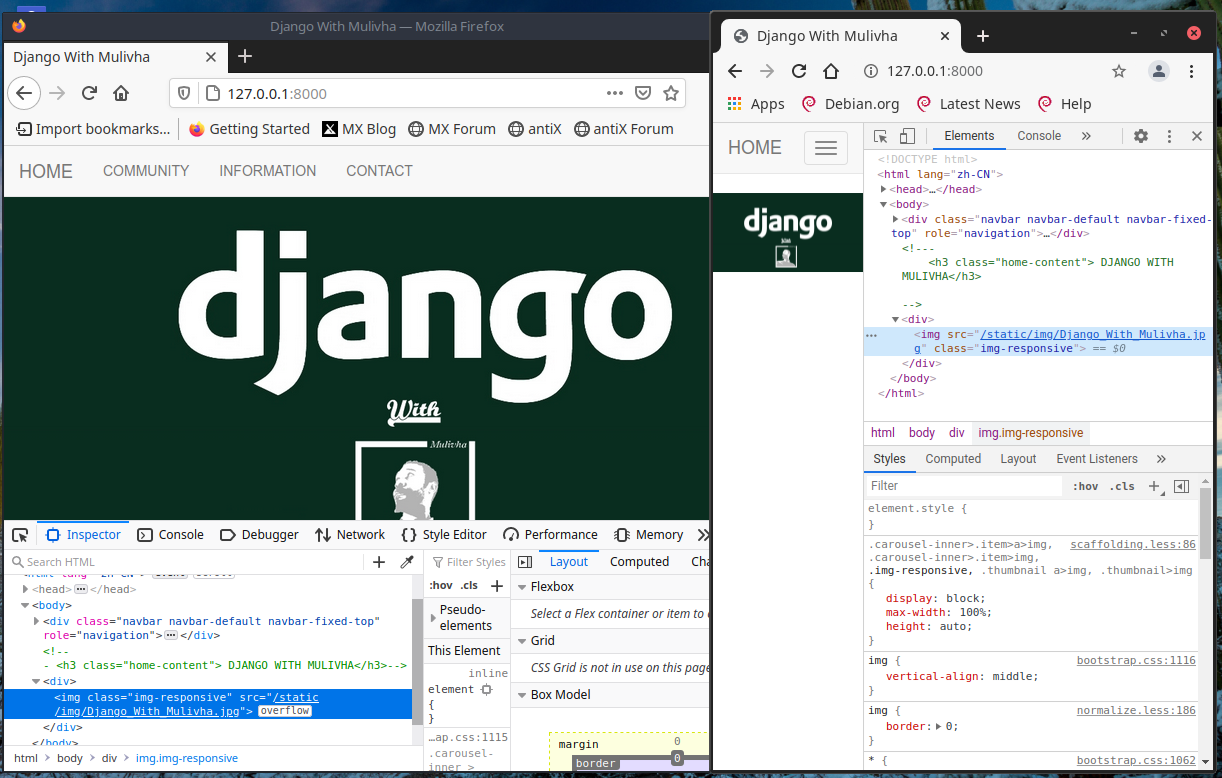 Django With Mulivha — Mozilla Firefox
Django With Mulivha
127.0.0.1:8000
Import bookmarks... Getting Started MX Blog MX Forum antiX antiX Forum
HOME COMMUNITY INFORMATION CONTACT
django
With
Mulivha
Inspector Console Debugger Network Style Editor Performance Memory
Search HTML
<head> </head>
<body>
<div class="navbar navbar-default navbar-fixed-top"
role="navigation"> </div>
<!--
- <h3 class="home-content"> DJANGO WITH MULIVHA</h3>-->
<div>
<img class="img-responsive" src="/static
/img/Django_With_Mulivha.jpg"> overflow
</div>
</body>
html body div img.img-responsive
Filter Styles
:hov .cls
Pseudo-
elements
This Element
inline
element
{
}
…ap.css:1115
.carousel-
inner >
Layout Computed
Flexbox
Select a Flex container or item to
Grid
CSS Grid is not in use on this page
Box Model
margin 0
border 0
Django With Mulivha
127.0.0.1:8000
Apps Debian.org Latest News Help
HOME
django
Elements Console
<!DOCTYPE html>
<html lang="zh-CN">
<head>…</head>
<body>
<div class="navbar navbar-default navbar-fixed-
top" role="navigation">…</div>
<!---
<h3 class="home-content"> DJANGO WITH
MULIVHA</h3>
-->
<div>
<img src="/static/img/Django_With_Mulivha.jp
g" class="img-responsive"> == $0
</div>
</body>
</html>
html body div img.img-responsive
Styles Computed Layout Event Listeners
Filter :hov .cls
element.style {
}
.carousel-inner>.item>a>img, scaffolding.less:86
.carousel-inner>.item>img,
.img-responsive, .thumbnail a>img, .thumbnail>img
{
display: block;
max-width: 100%;
height: auto;
}
img { bootstrap.css:1116
vertical-align: middle;
}
img { normalize.less:186
border: 0;
}
* { bootstrap.css:1062